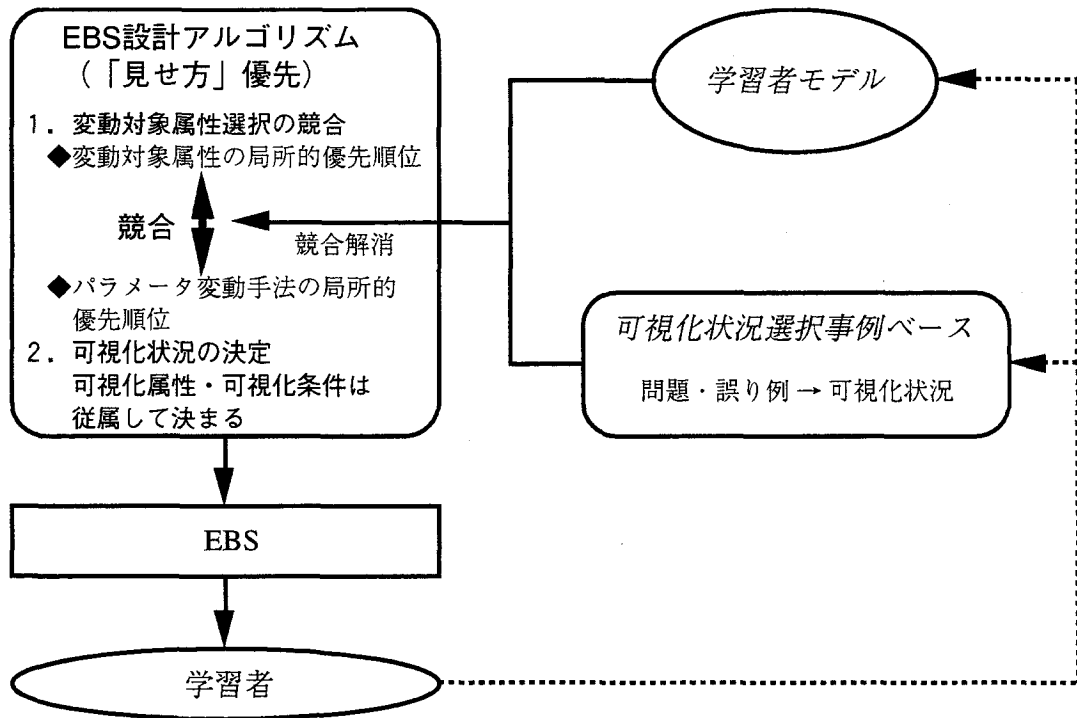 EBS設計アルゴリズム
(「見せ方」優先)
1．変動対象属性選択の競合
◆変動対象属性の局所的優先順位
競合
◆パラメータ変動手法の局所的
優先順位
2．可視化状況の決定
可視化属性・可視化条件は
従属して決まる
競合解消
学習者モデル
可視化状況選択事例ベース
問題・誤り例 → 可視化状況
EBS
学習者